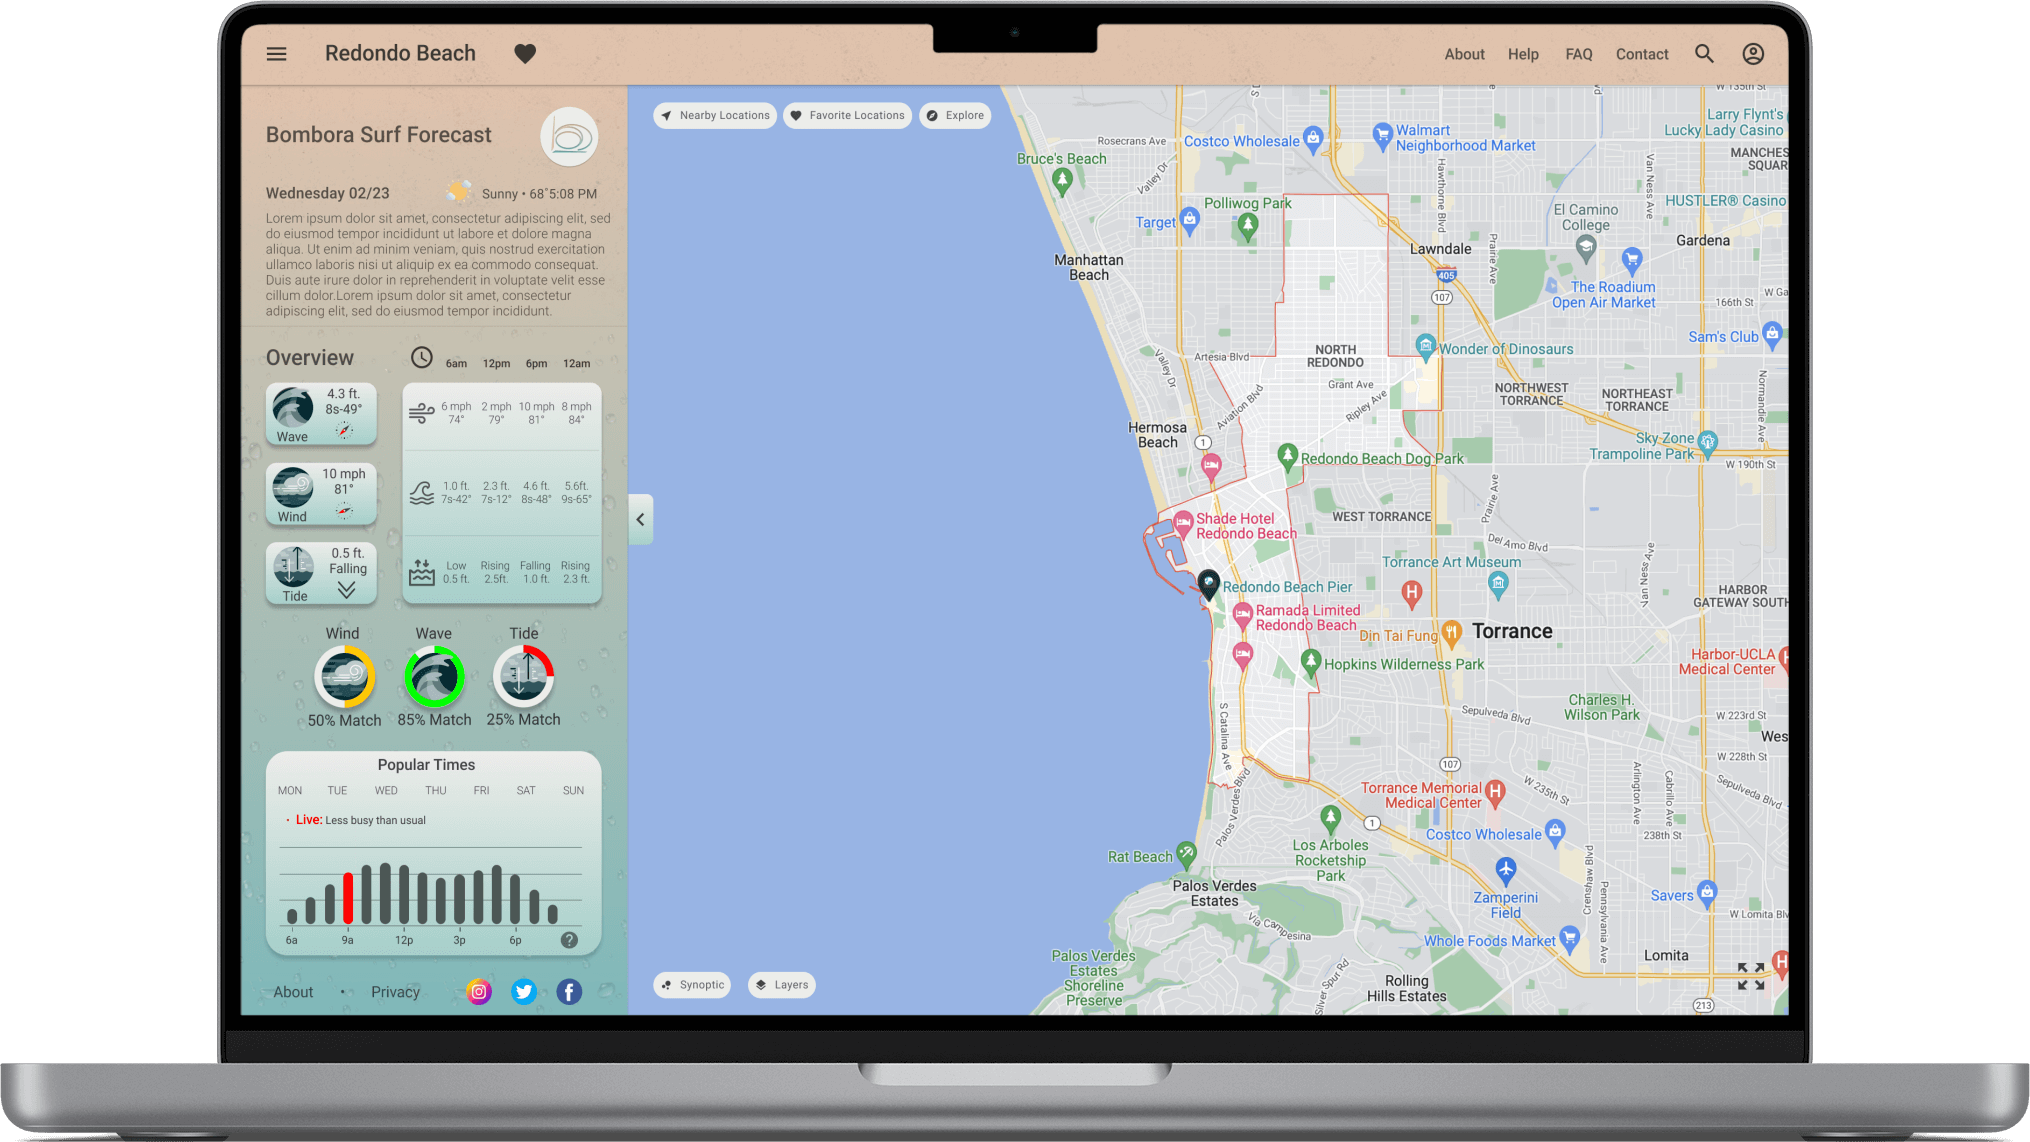 Redondo Beach
About
Help
FAQ
Contact
Bombora Surf Forecast
Wednesday 02/23
Sunny • 68°5:08 PM
Lorem ipsum dolor sit amet, consectetur adipiscing elit, sed
do eiusmod tempor incididunt ut labore et dolore magna
aliqua. Ut enim ad minim veniam, quis nostrud exercitation
ullamco laboris nisi ut aliquip ex ea commodo consequat.
Duis aute irure dolor in reprehenderit in voluptate velit esse
cillum dolor.Lorem ipsum dolor sit amet, consectetur
adipiscing elit, sed do eiusmod tempor incididunt.
Overview
6am 12pm 6pm 12am
4.3 ft.
8s-49°
Wave
10 mph
81°
Wind
0.5 ft.
Falling
Tide
6 mph 2 mph 10 mph 8 mph
74° 79° 81° 84°
1.0 ft. 2.3 ft. 4.6 ft. 5.6ft.
7s-42° 7s-12° 8s-48° 9s-65°
Low Rising Falling Rising
0.5 ft. 2.5ft. 1.0 ft. 2.3 ft.
Wind Wave Tide
50% Match 85% Match 25% Match
Popular Times
MON TUE WED THU FRI SAT SUN
• Live: Less busy than usual
6a 9a 12p 3p 6p
?
About • Privacy
Nearby Locations
Favorite Locations
Explore
Synoptic
Layers
W 135th St
Larry Flynt's
Lucky Lady Casino
MANCHES
SQUAR
Rosecrans Ave
Costco Wholesale
Walmart
Neighborhood Market
Bruce's Beach
Valley Dr
Hawthorne Blvd
Van Ness Ave
HUSTLER® Casino
Polliwog Park
Target
El Camino
College
Gardena
Lawndale
Prairie Ave
Manhattan
Beach
405
107
The Roadium
Open Air Market
W Ga
166th St
Sam's Club
Artesia Blvd
Valley Dr
NORTH
REDONDO
Wonder of Dinosaurs
Grant Ave
Ripley Ave
Aviation Blvd
NORTHWEST
TORRANCE
NORTHEAST
TORRANCE
Normandie Ave
Hermosa
Beach
1
Sky Zone
Trampoline Park
W 190th St
Redondo Beach Dog Park
Prairie Ave
Shade Hotel
Redondo Beach
WEST TORRANCE
Del Amo Blvd
Torrance Art Museum
Van Ness Ave
Redondo Beach Pier
H
HARBOR
GATEWAY SOUTH
Ramada Limited
Redondo Beach
Din Tai Fung
Torrance
Hopkins Wilderness Park
Harbor-UCLA
Medical Center
H
Charles H.
Wilson Park
S Catalina Ave
Sepulveda Blvd
W 223rd St
Wes
W 228th St
107
Palos Verdes Blvd
Torrance Memorial
Medical Center
H
W 235th St
Arlington Ave
Cabrillo Ave
Sepulveda Blvd
1
Costco Wholesale
238th St
Los Arboles
Rocketship
Park
Rat Beach
Palos Verdes
Estates
Zamperini
Field
Crenshaw Blvd
Pennsylvania Ave
Savers
W Lomita Blv
Via Campesina
Whole Foods Market
Lomita
H
Palos Verdes
Estates
Shoreline
Preserve
Silver Spur Rd
Rolling
Hills Estates
213